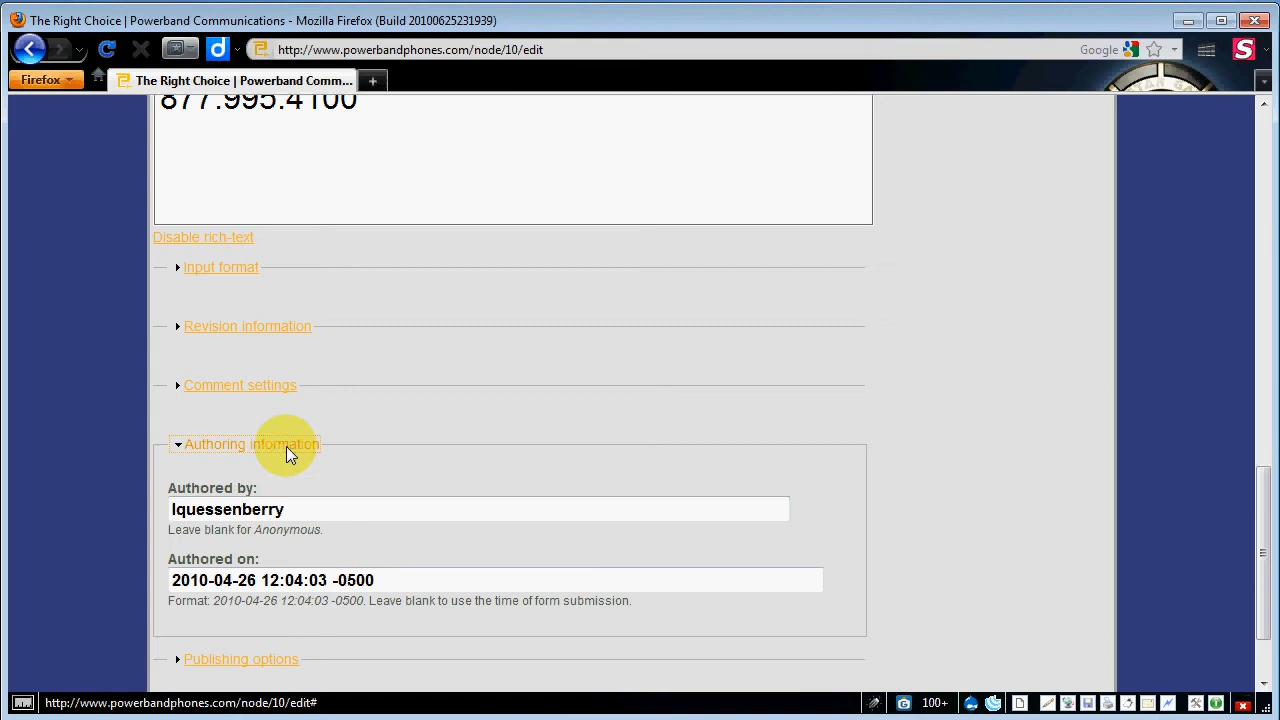 The Right Choice | Powerband Communications - Mozilla Firefox (Build 20100625231939)
http://www.powerbandphones.com/node/10/edit
Google
Firefox
The Right Choice | Powerband Comm...
877.995.4100
Disable rich-text
Input format
Revision information
Comment settings
Authoring information
Authored by:
lquessenberry
Leave blank for Anonymous.
Authored on:
2010-04-26 12:04:03 -0500
Format: 2010-04-26 12:04:03 -0500. Leave blank to use the time of form submission.
Publishing options
http://www.powerbandphones.com/node/10/edit#
100+